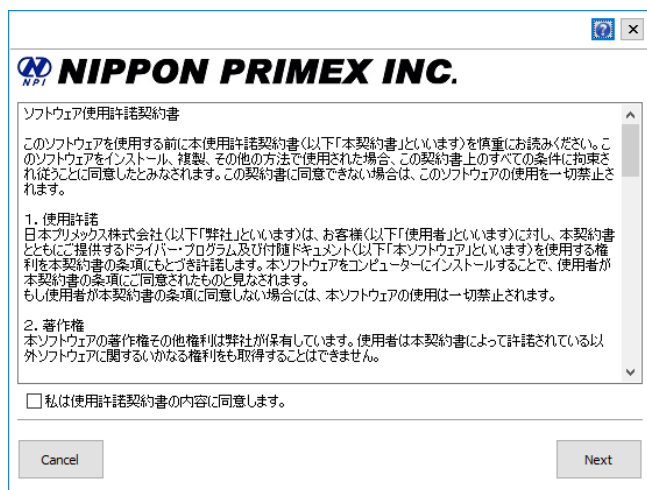 NPI NIPPON PRIMEX INC.
ソフトウェア使用許諾契約書
このソフトウェアを使用する前に本使用許諾契約書(以下「本契約書」といいます)を慎重にお読みください。こ
のソフトウェアをインストール、複製、その他の方法で使用された場合、この契約書上のすべての条件に拘束さ
れ従うことに同意したとみなされます。この契約書に同意できない場合は、このソフトウェアの使用を一切禁止さ
れます。
1. 使用許諾
日本プリメックス株式会社(以下「弊社」といいます)は、お客様(以下「使用者」といいます)に対し、本契約書
とともにご提供するドライバー・プログラム及び付随ドキュメント(以下「本ソフトウェア」といいます)を使用する権
利を本契約書の条項にもとづき許諾します。本ソフトウェアをコンピューターにインストールすることで、使用者が
本契約書の条項にご同意されたものと見なされます。
もし使用者が本契約書の条項に同意しない場合には、本ソフトウェアの使用は一切禁止されます。
2. 著作権
本ソフトウェアの著作権その他権利は弊社が保有しています。使用者は本契約書によって許諾されている以
外ソフトウェアに関するいかなる権利をも取得することはできません。
私は使用許諾契約書の内容に同意します。
Cancel
Next